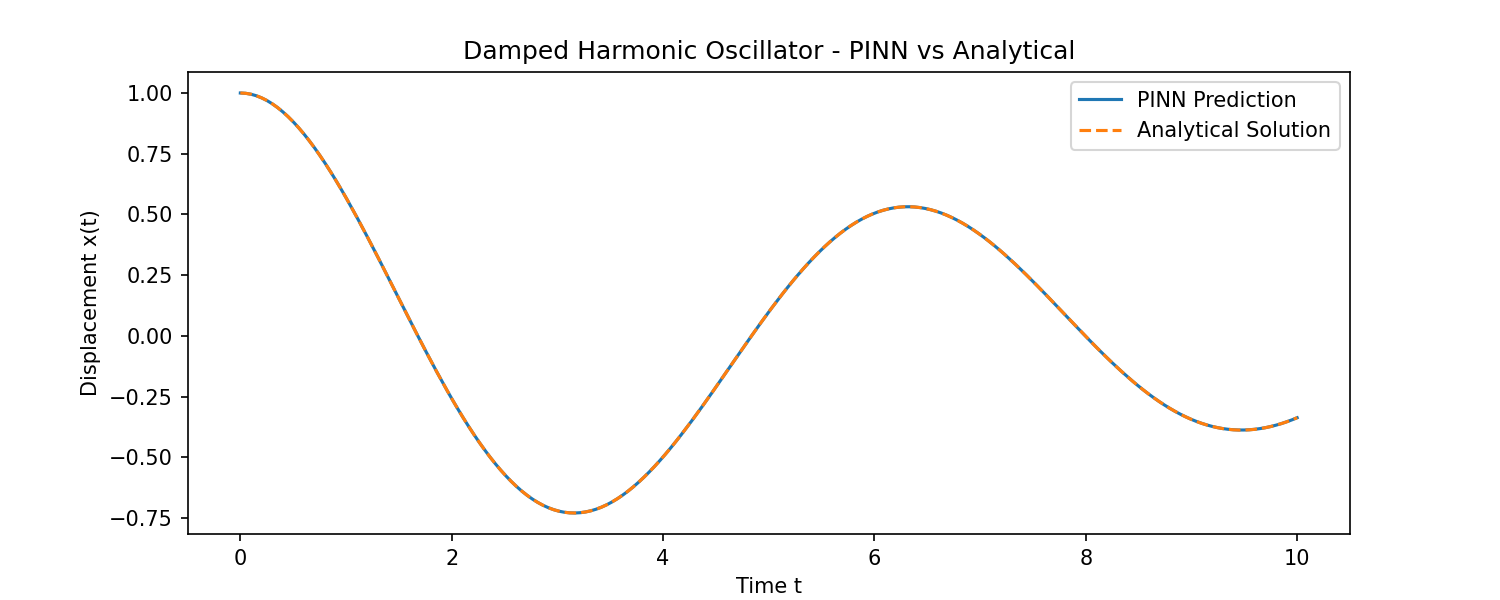 Damped Harmonic Oscillator - PINN vs Analytical
PINN Prediction
Analytical Solution
Displacement x(t)
1.00
0.75
0.50
0.25
0.00
−0.25
−0.50
−0.75
0 2 4 6 8 10
Time t